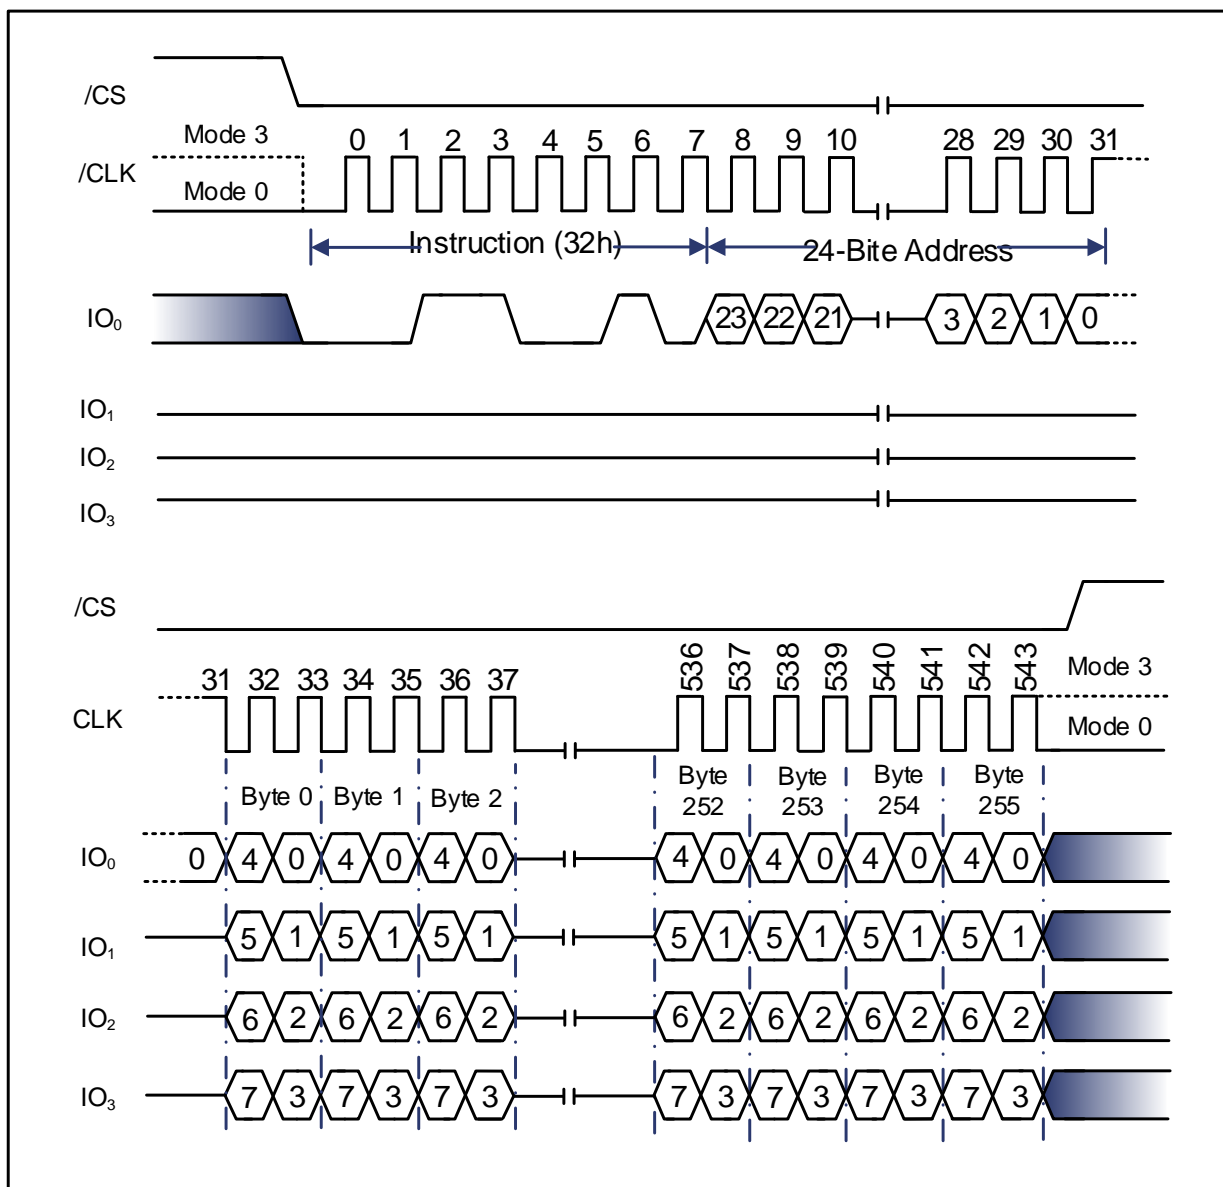 /CS
Mode 3
0 1 2 3 4 5 6 7 8 9 10 28 29 30 31
/CLK
Mode 0
Instruction (32h) 24-Bite Address
IO0 23 22 21 3 2 1 0
IO1
IO2
IO3
/CS
31 32 33 34 35 36 37 536 537 538 539 540 541 542 543 Mode 3
CLK Mode 0
Byte 0 Byte 1 Byte 2 Byte 252 Byte 253 Byte 254 Byte 255
IO0 0 4 0 4 0 4 0 4 0 4 0 4 0 4 0
IO1 5 1 5 1 5 1 5 1 5 1 5 1 5 1
IO2 6 2 6 2 6 2 6 2 6 2 6 2 6 2
IO3 7 3 7 3 7 3 7 3 7 3 7 3 7 3